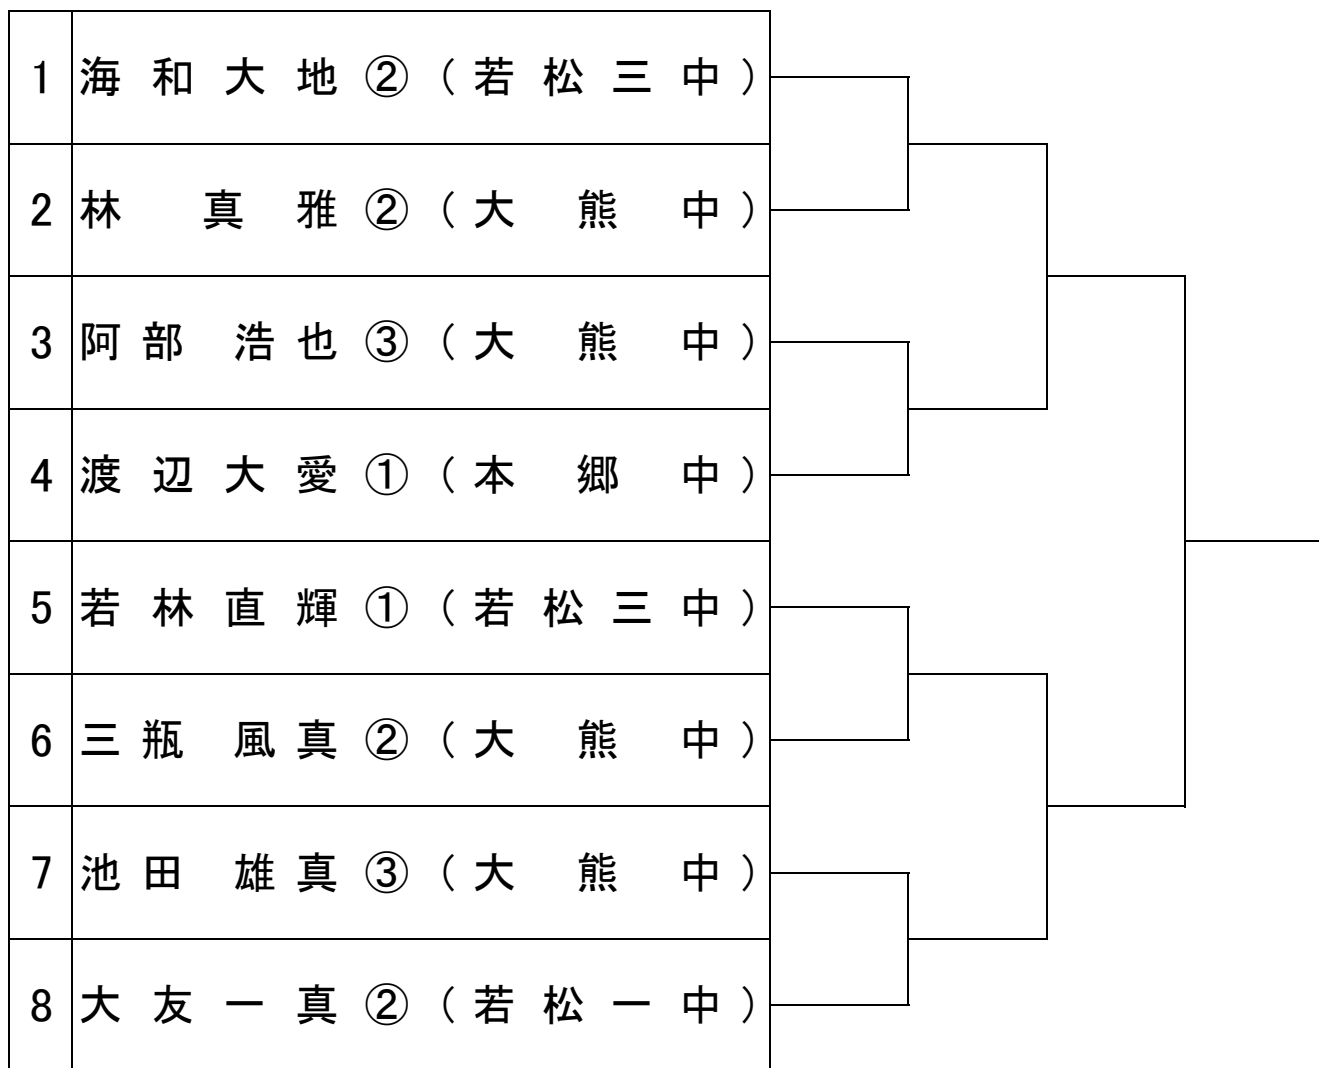 1 海和大地②(若松三中)
2 林 真雅②(大熊中)
3 阿部 浩也③(大熊中)
4 渡辺大愛①(本郷中)
5 若林直輝①(若松三中)
6 三瓶 風真②(大熊中)
7 池田 雄真③(大熊中)
8 大友一真②(若松一中)